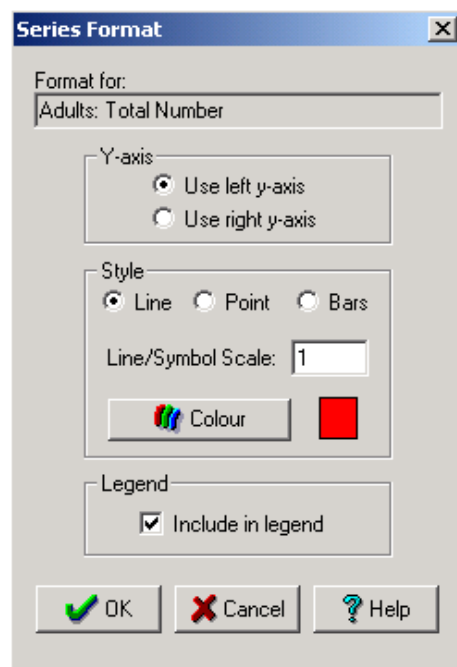 Series Format
Format for:
Adults: Total Number
Y-axis
Use left y-axis
Use right y-axis
Style
Line Point Bars
Line/Symbol Scale: 1
Colour
Legend
Include in legend
OK Cancel Help